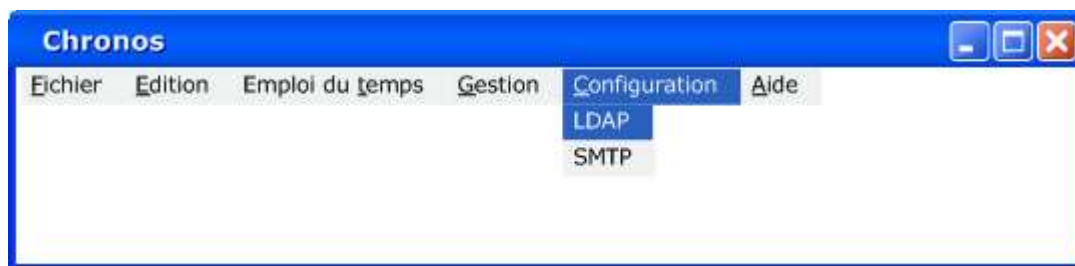 Chronos
Fichier Edition Emploi du temps Gestion Configuration Aide
LDAP
SMTP